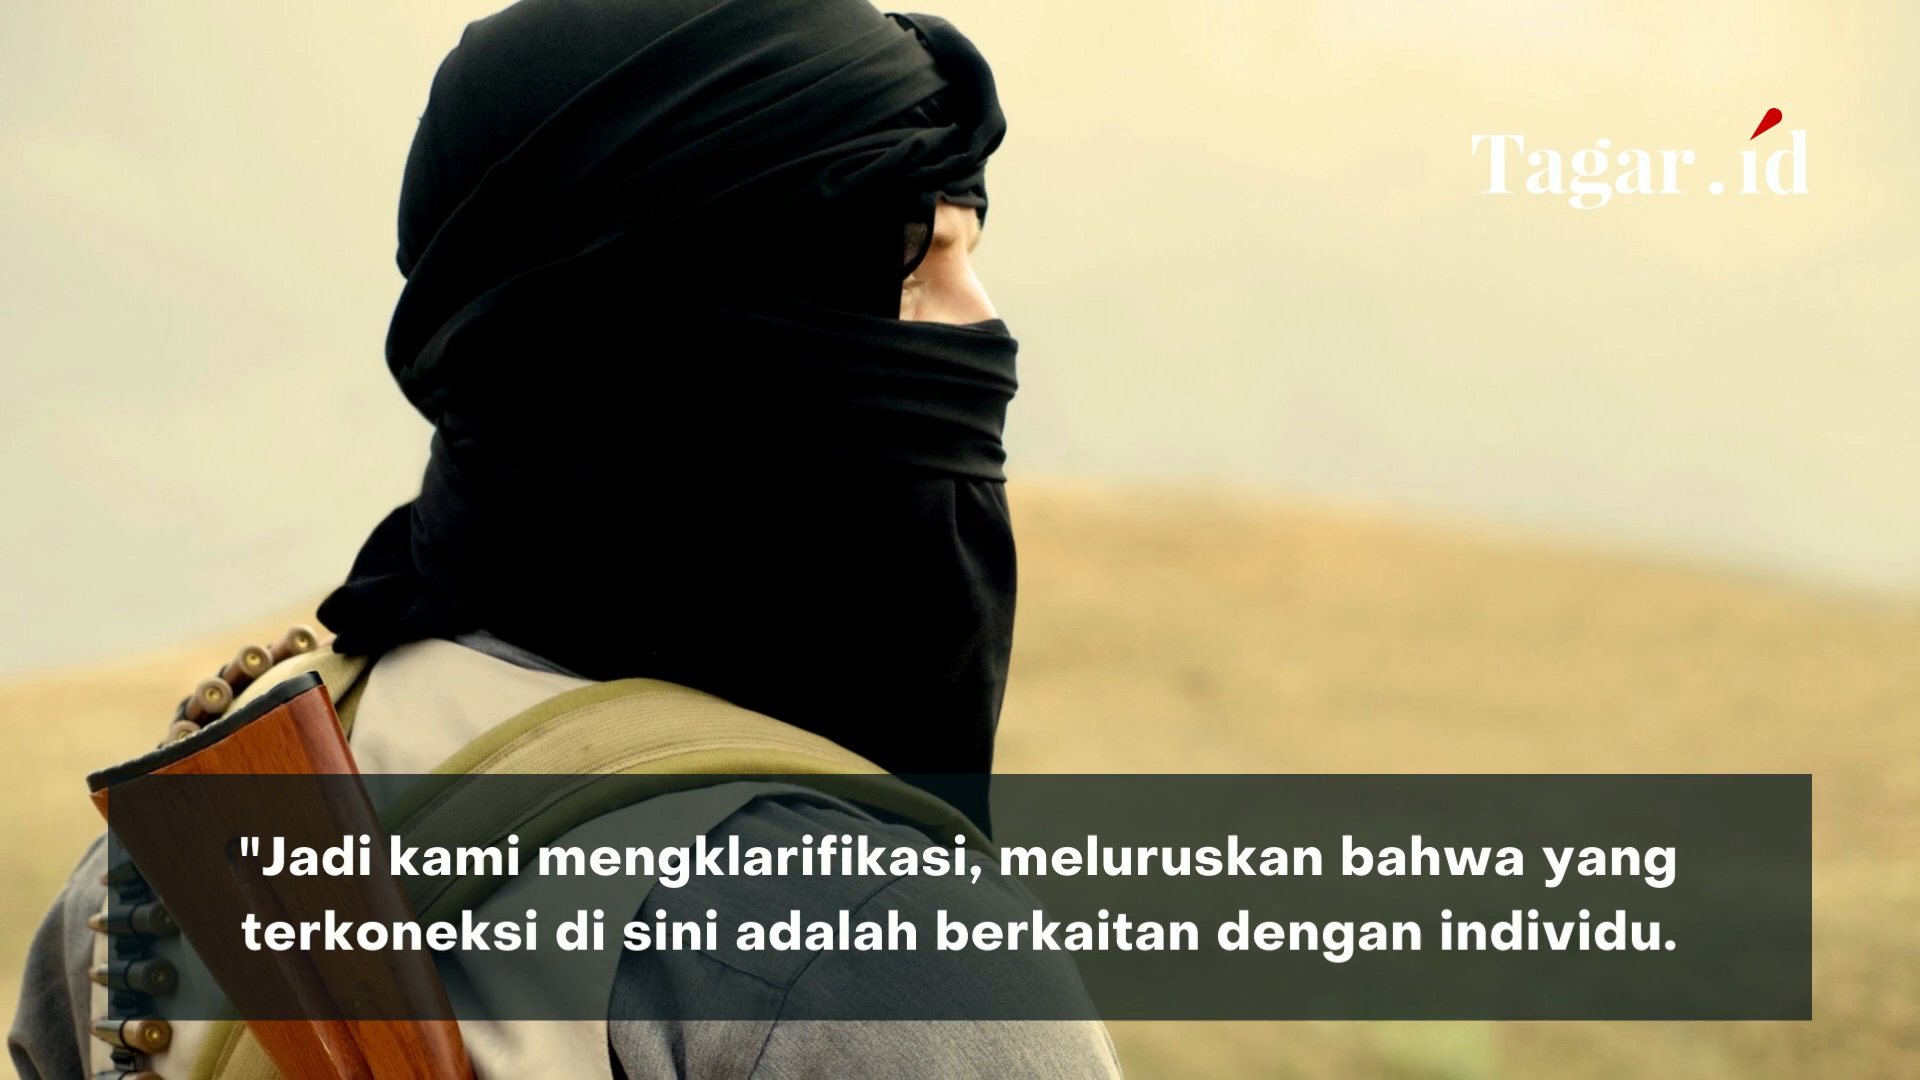 Tagar.id
"Jadi kami mengklarifikasi, meluruskan bahwa yang
terkoneksi di sini adalah berkaitan dengan individu.